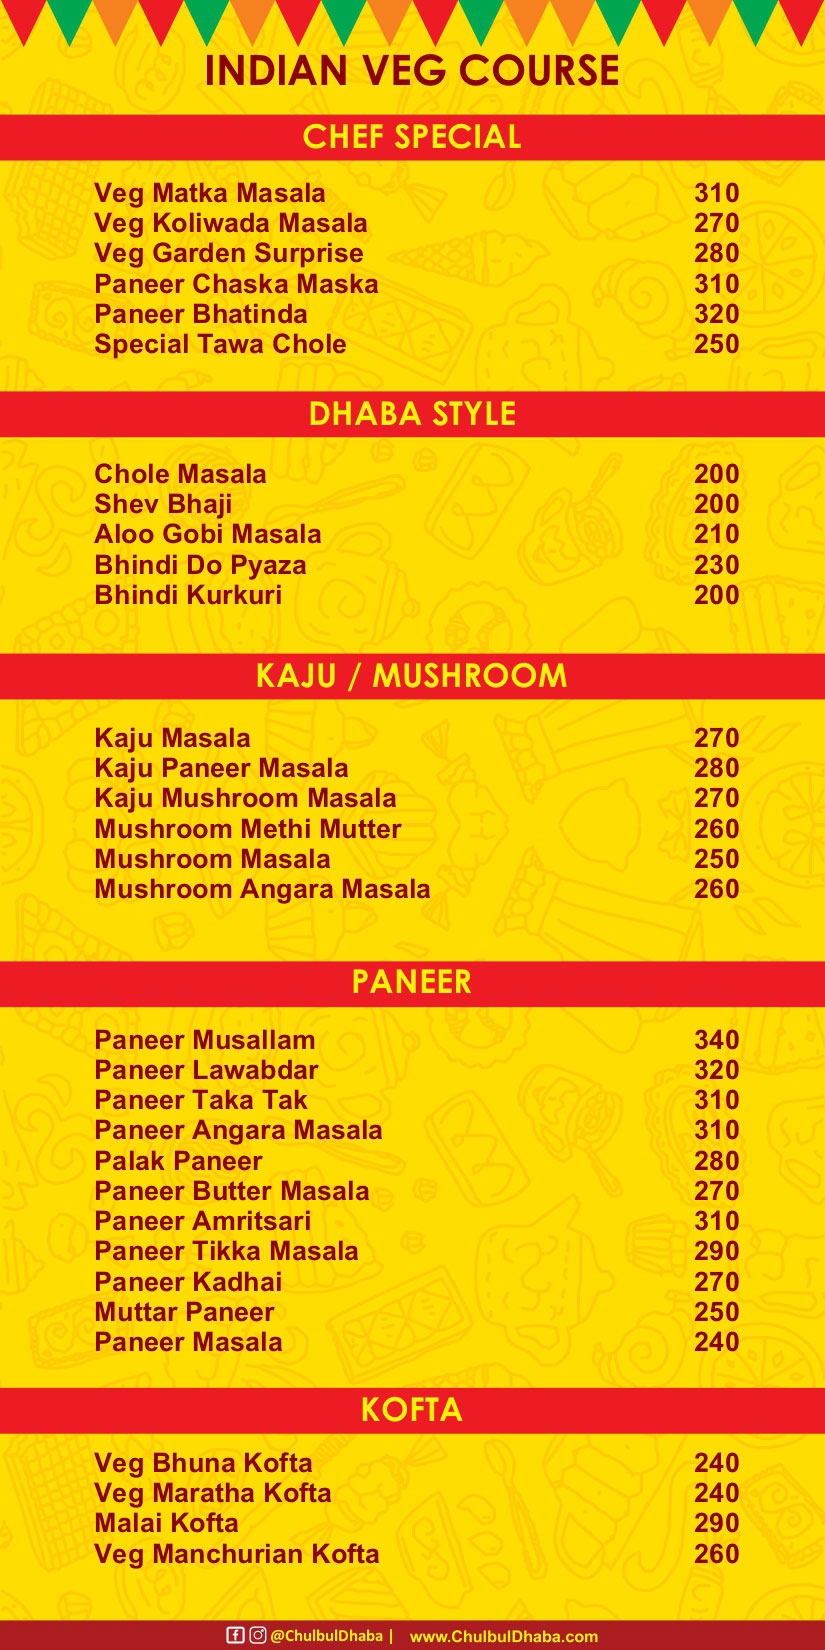 INDIAN VEG COURSE
CHEF SPECIAL
Veg Matka Masala 310
Veg Koliwada Masala 270
Veg Garden Surprise 280
Paneer Chaska Maska 310
Paneer Bhatinda 320
Special Tawa Chole 250
DHABA STYLE
Chole Masala 200
Shev Bhaji 200
Aloo Gobi Masala 210
Bhindi Do Pyaza 230
Bhindi Kurkuri 200
KAJU / MUSHROOM
Kaju Masala 270
Kaju Paneer Masala 280
Kaju Mushroom Masala 270
Mushroom Methi Mutter 260
Mushroom Masala 250
Mushroom Angara Masala 260
PANEER
Paneer Musallam 340
Paneer Lawabdar 320
Paneer Taka Tak 310
Paneer Angara Masala 310
Palak Paneer 280
Paneer Butter Masala 270
Paneer Amritsari 310
Paneer Tikka Masala 290
Paneer Kadhai 270
Muttar Paneer 250
Paneer Masala 240
KOFTA
Veg Bhuna Kofta 240
Veg Maratha Kofta 240
Malai Kofta 290
Veg Manchurian Kofta 260
@ChulbulDhaba | www.ChulbulDhaba.com